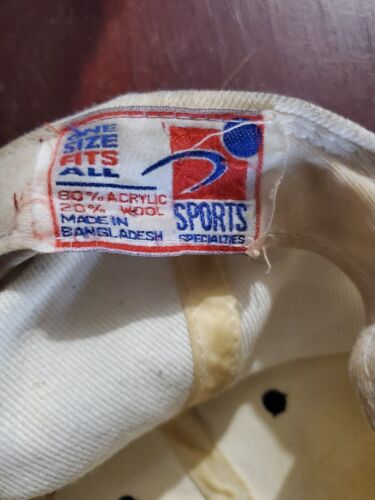 ONE
SIZE
FITS
ALL
80% ACRYLIC
20% WOOL
MADE IN
BANGLADESH
SPORTS
SPECIALTIES